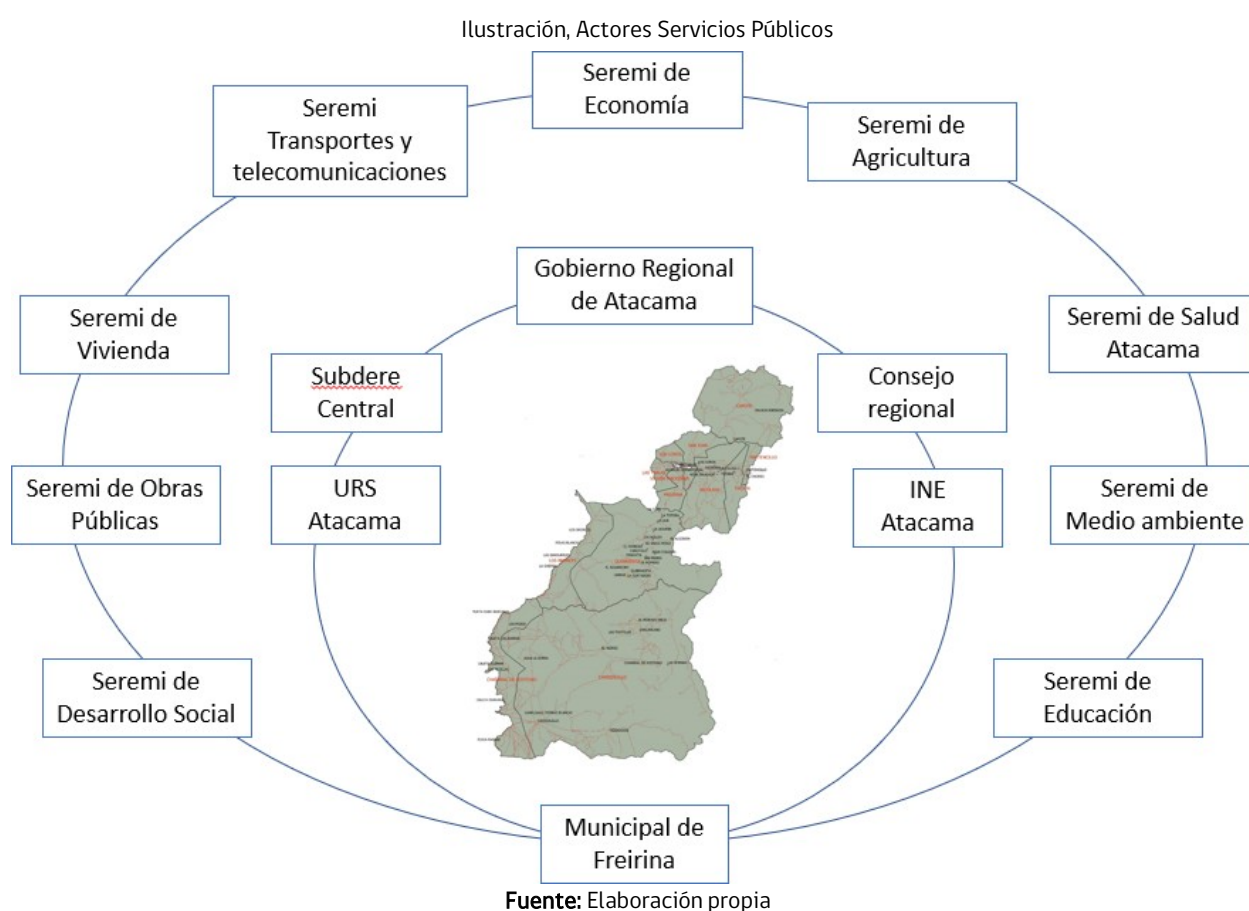 Ilustración, Actores Servicios Públicos
Seremi de
Economía
Seremi
Transportes y
telecomunicaciones
Seremi de
Agricultura
Gobierno Regional
de Atacama
Seremi de
Vivienda
Seremi de Salud
Atacama
Subdere
Central
Consejo
regional
Seremi de Obras
Públicas
URS
Atacama
INE
Atacama
Seremi de
Medio ambiente
Seremi de
Desarrollo Social
Seremi de
Educación
Municipal de
Freirina
Fuente: Elaboración propia